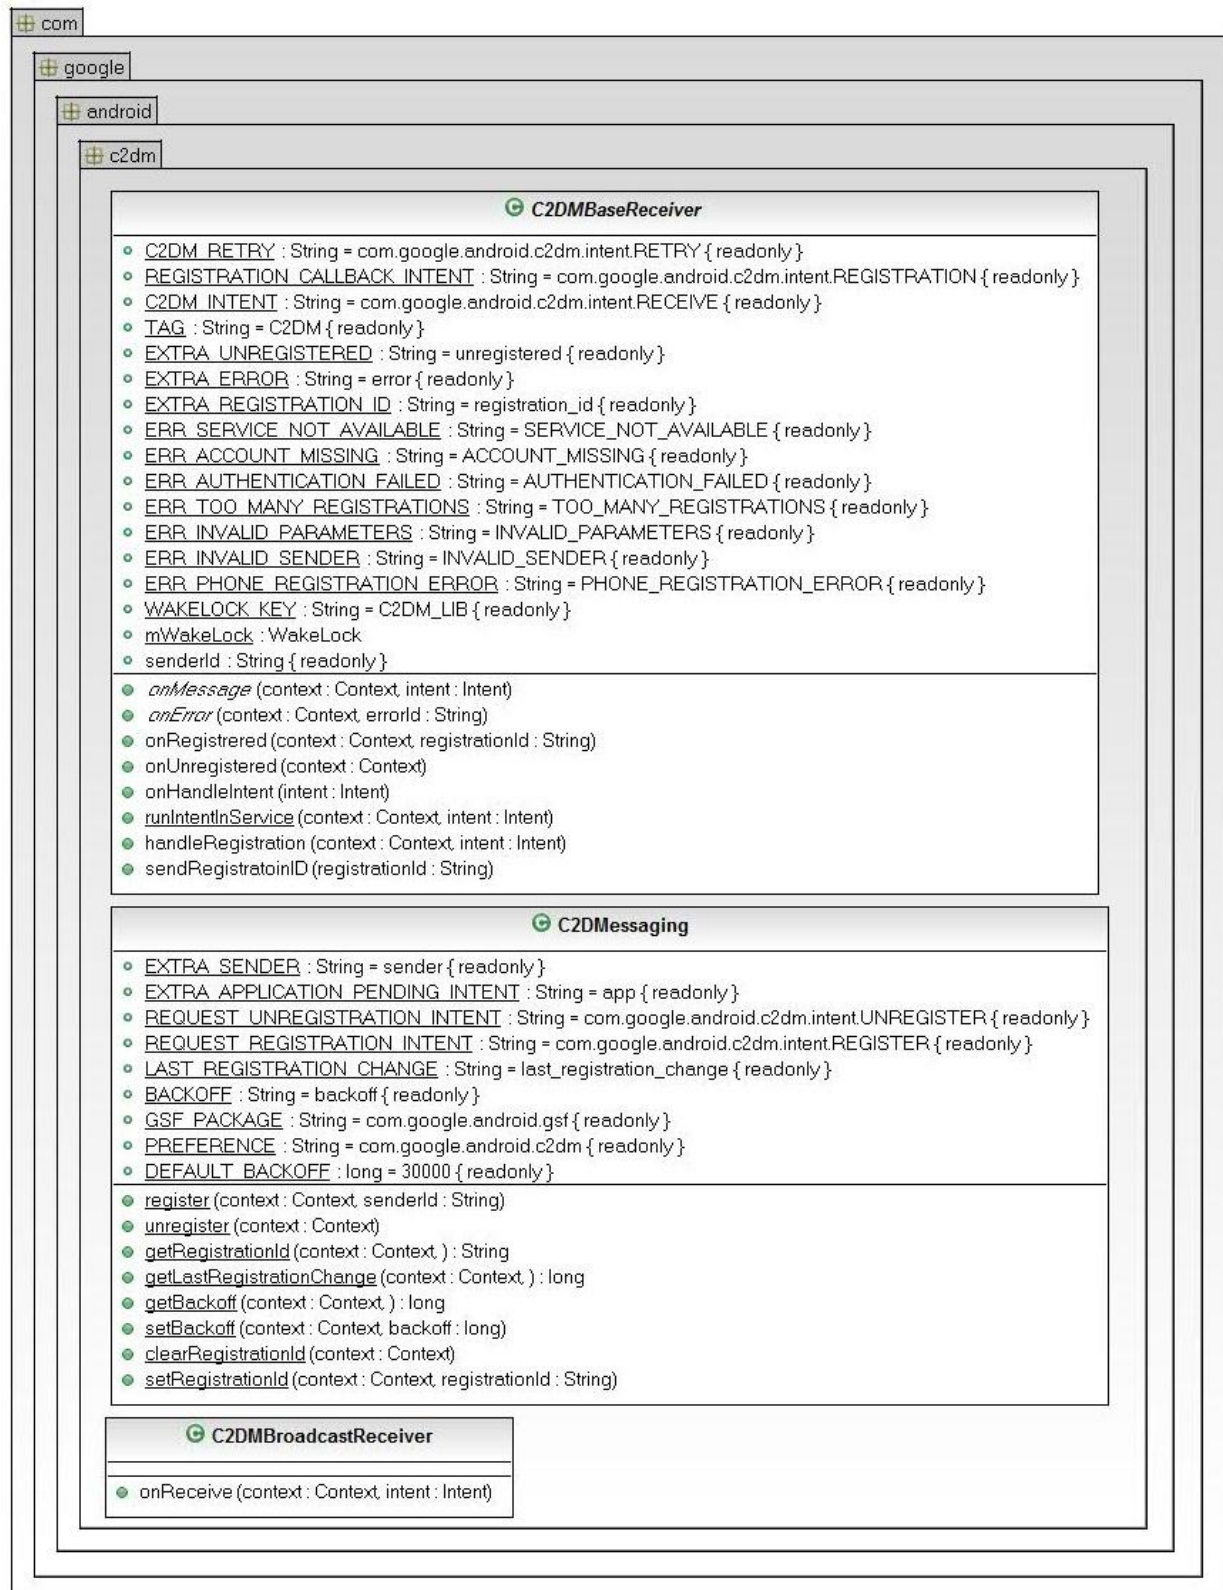 com
google
android
c2dm
C2DMBaseReceiver
C2DM_RETRY : String = com.google.android.c2dm.intent.RETRY { readonly }
REGISTRATION_CALLBACK_INTENT : String = com.google.android.c2dm.intent.REGISTRATION { readonly }
C2DM_INTENT : String = com.google.android.c2dm.intent.RECEIVE { readonly }
TAG : String = C2DM { readonly }
EXTRA_UNREGISTERED : String = unregistered { readonly }
EXTRA_ERROR : String = error { readonly }
EXTRA_REGISTRATION_ID : String = registration_id { readonly }
ERR_SERVICE_NOT_AVAILABLE : String = SERVICE_NOT_AVAILABLE { readonly }
ERR_ACCOUNT_MISSING : String = ACCOUNT_MISSING { readonly }
ERR_AUTHENTICATION_FAILED : String = AUTHENTICATION_FAILED { readonly }
ERR_TOO_MANY_REGISTRATIONS : String = TOO_MANY_REGISTRATIONS { readonly }
ERR_INVALID_PARAMETERS : String = INVALID_PARAMETERS { readonly }
ERR_INVALID_SENDER : String = INVALID_SENDER { readonly }
ERR_PHONE_REGISTRATION_ERROR : String = PHONE_REGISTRATION_ERROR { readonly }
WAKELOCK_KEY : String = C2DM_LIB { readonly }
mWakeLock : WakeLock
senderId : String { readonly }
onMessage (context : Context, intent : Intent)
onError (context : Context, errorId : String)
onRegistrered (context : Context, registrationId : String)
onUnregistered (context : Context)
onHandleIntent (intent : Intent)
runIntentInService (context : Context, intent : Intent)
handleRegistration (context : Context, intent : Intent)
sendRegistratoinID (registrationId : String)
C2DMessaging
EXTRA_SENDER : String = sender { readonly }
EXTRA_APPLICATION_PENDING_INTENT : String = app { readonly }
REQUEST_UNREGISTRATION_INTENT : String = com.google.android.c2dm.intent.UNREGISTER { readonly }
REQUEST_REGISTRATION_INTENT : String = com.google.android.c2dm.intent.REGISTER { readonly }
LAST_REGISTRATION_CHANGE : String = last_registration_change { readonly }
BACKOFF : String = backoff { readonly }
GSF_PACKAGE : String = com.google.android.gsf { readonly }
PREFERENCE : String = com.google.android.c2dm { readonly }
DEFAULT_BACKOFF : long = 30000 { readonly }
register (context : Context, senderId : String)
unregister (context : Context)
getRegistrationId (context : Context, ) : String
getLastRegistrationChange (context : Context, ) : long
getBackoff (context : Context, ) : long
setBackoff (context : Context, backoff : long)
clearRegistrationId (context : Context)
setRegistrationId (context : Context, registrationId : String)
C2DMBroadcastReceiver
onReceive (context : Context, intent : Intent)